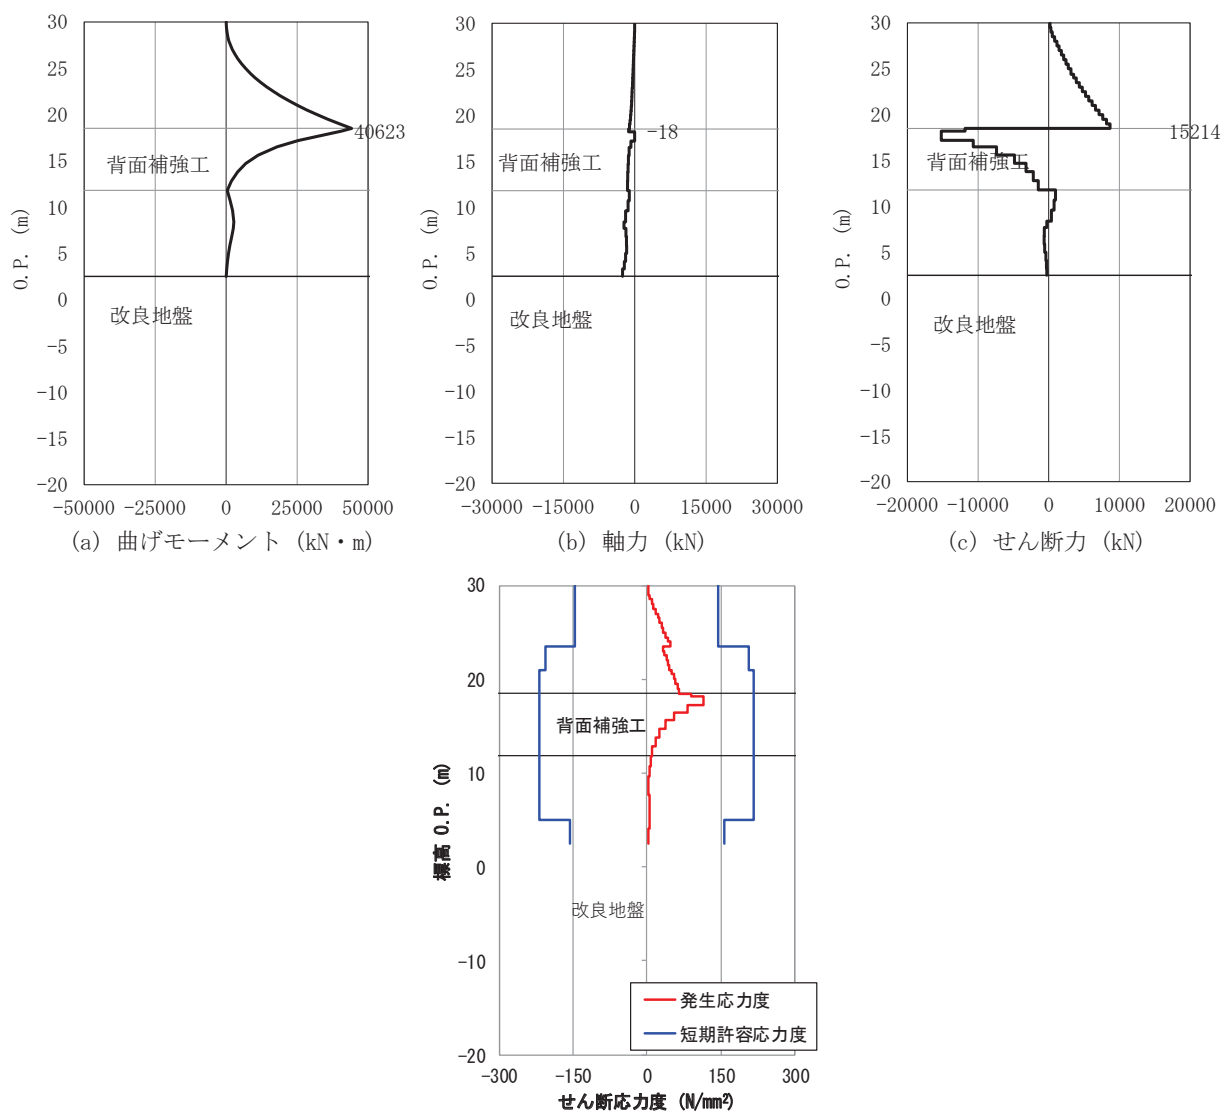 30
25
20
15
10
5
0
-5
-10
-15
-20
O.P. (m)
40623
背面補強工
改良地盤
-50000 -25000 0 25000 50000
(a) 曲げモーメント (kN・m)
30
25
20
15
10
5
0
-5
-10
-15
-20
O.P. (m)
-18
背面補強工
改良地盤
-30000 -15000 0 15000 30000
(b) 軸力 (kN)
30
25
20
15
10
5
0
-5
-10
-15
-20
O.P. (m)
15214
背面補強工
改良地盤
-20000 -10000 0 10000 20000
(c) せん断力 (kN)
30
20
10
0
-10
-20
標高 O.P. (m)
背面補強工
改良地盤
発生応力度
短期許容応力度
-300 -150 0 150 300
せん断応力度 (N/mm²)